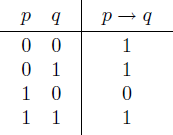 p q p → q
0 0 1
0 1 1
1 0 0
1 1 1